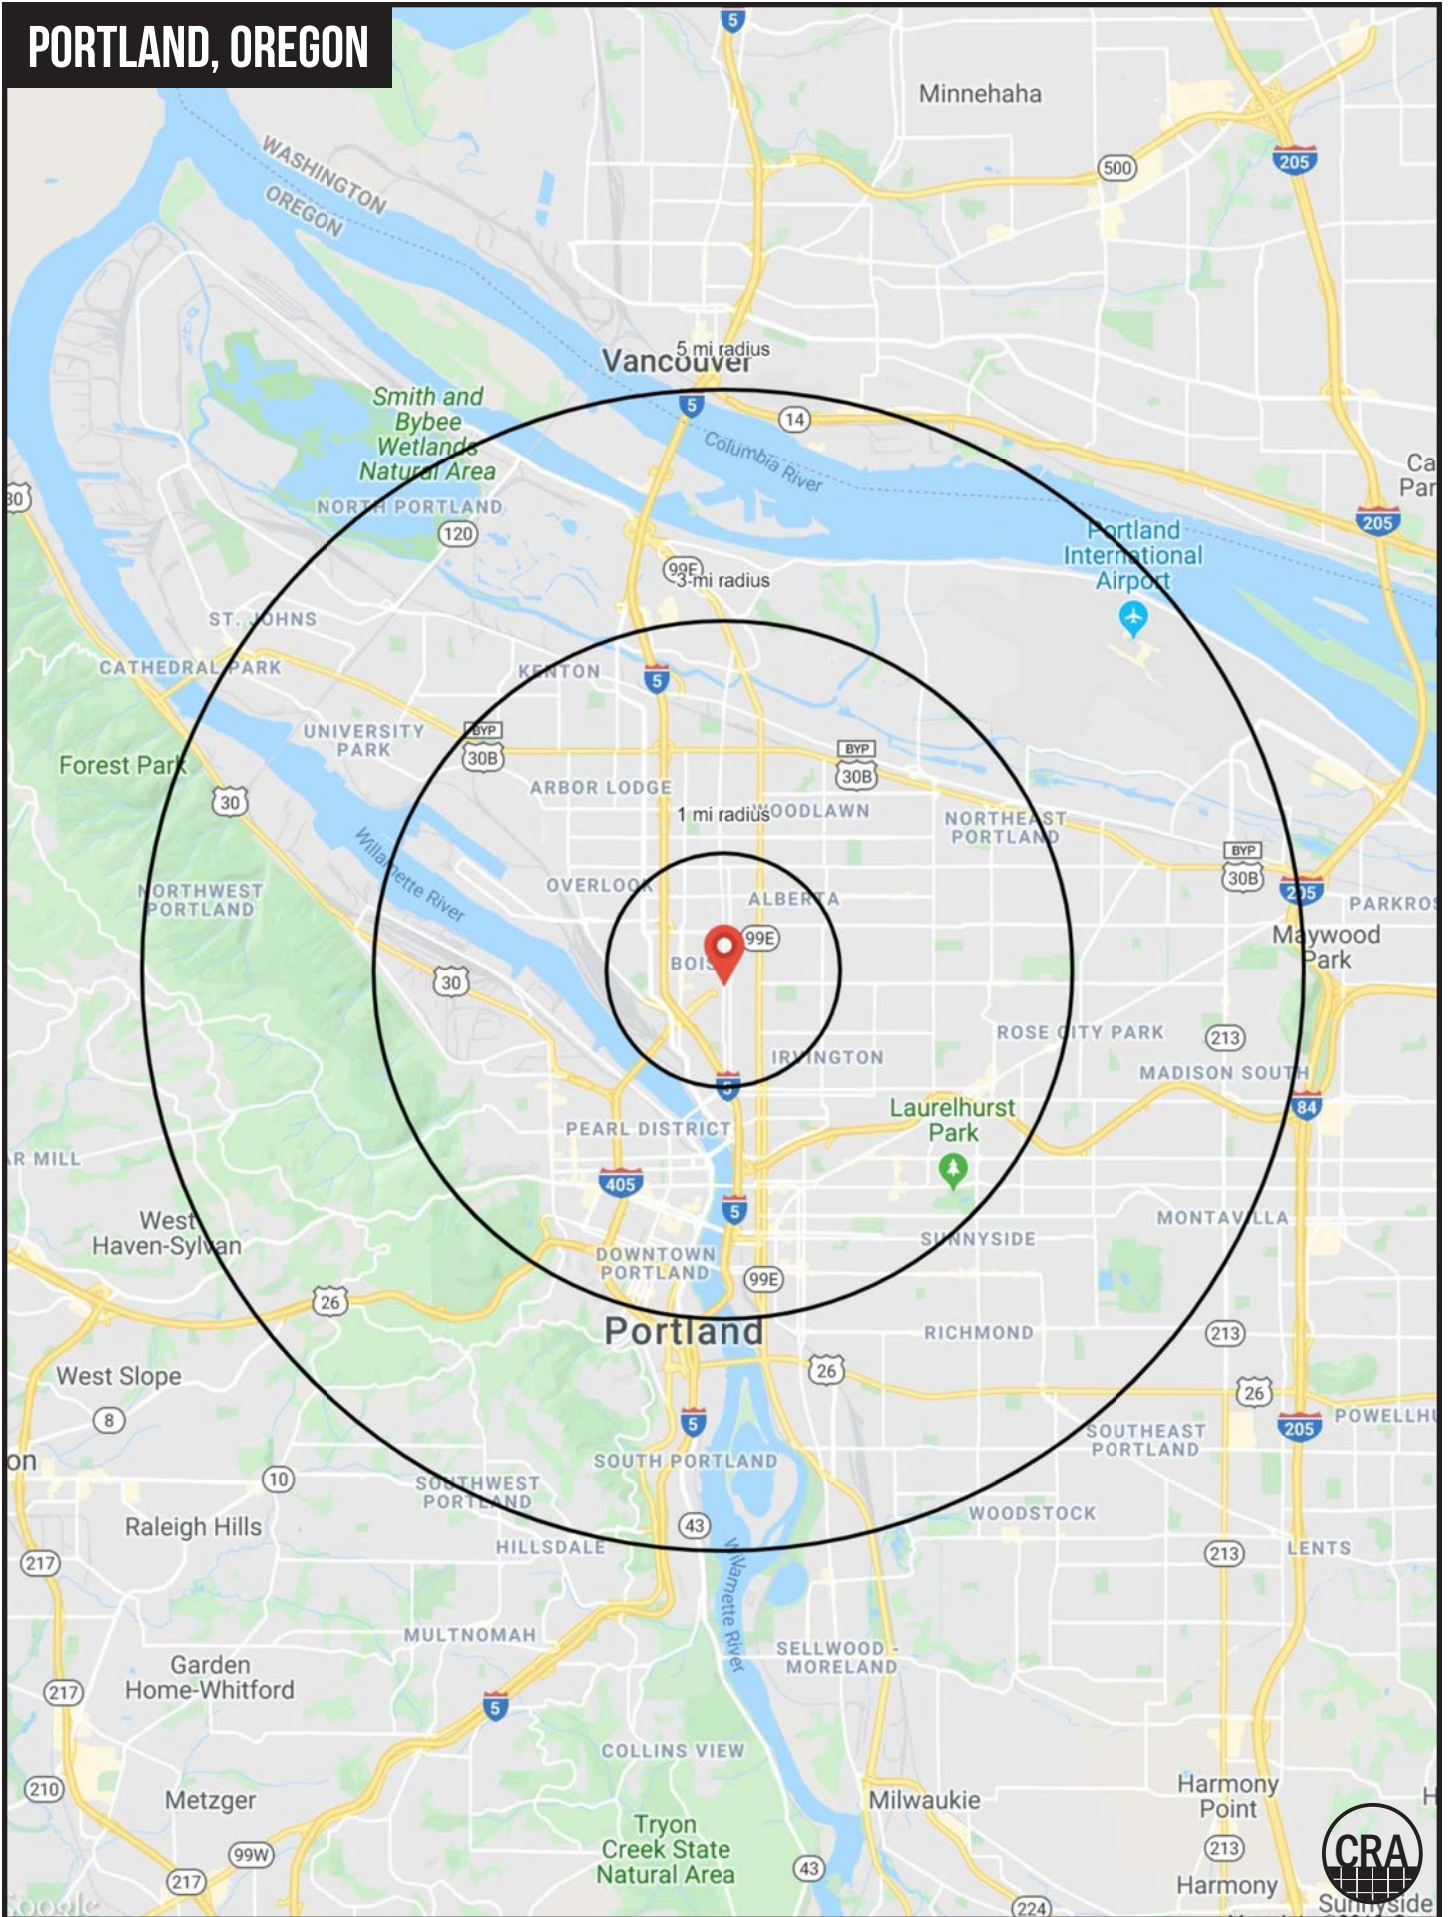 PORTLAND, OREGON
5
Minnehaha
WASHINGTON
OREGON
205
500
5 mi radius
Vancouver
Smith and
Bybee
Wetlands
Natural Area
5
14
Columbia River
NORTH PORTLAND
120
205
Portland
International
Airport
99E
3 mi radius
ST. JOHNS
CATHEDRAL PARK
KENTON
5
UNIVERSITY
PARK
BYP
30B
BYP
30B
Forest Park
30
ARBOR LODGE
1 mi radius
WOODLAWN
NORTHEAST
PORTLAND
Willamette River
BYP
30B
205
NORTHWEST
PORTLAND
OVERLOOK
ALBERTA
99E
Maywood
Park
30
ROSE CITY PARK
213
IRVINGTON
MADISON SOUTH
5
84
Laurelhurst
Park
PEARL DISTRICT
405
5
West
Haven-Sylvan
MONTAVILLA
SUNNYSIDE
DOWNTOWN
PORTLAND
99E
26
Portland
RICHMOND
213
West Slope
26
26
8
5
205
SOUTHEAST
PORTLAND
SOUTH PORTLAND
10
SOUTHWEST
PORTLAND
WOODSTOCK
Raleigh Hills
43
HILLSDALE
213
LENTS
217
Willamette River
MULTNOMAH
SELLWOOD -
MORELAND
Garden
Home-Whitford
217
5
COLLINS VIEW
210
Metzger
Milwaukie
Harmony
Point
Tryon
Creek State
Natural Area
99W
213
CRA
43
217
Harmony
Sunnyside
224
Google